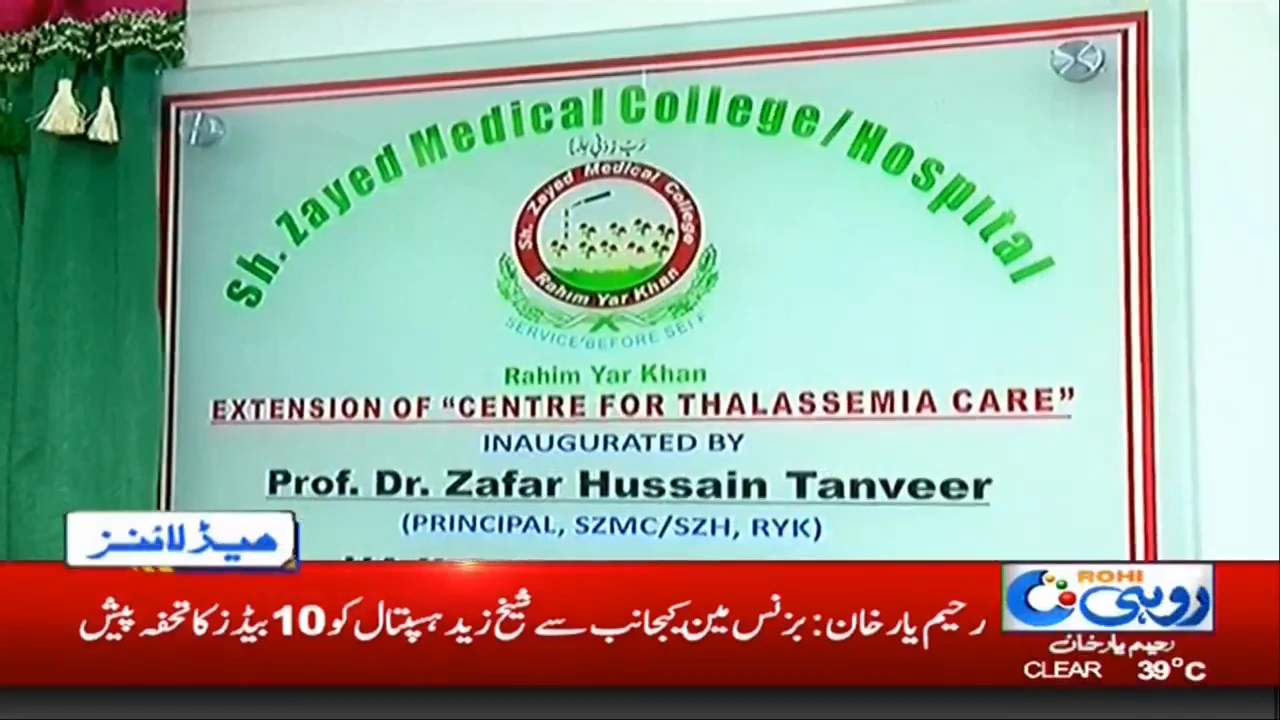 Sh. Zayed Medical College/Hospital
رَبِّ زِدْنِي عِلْمًا
Sh. Zayed Medical College
Rahim Yar Khan
SERVICE BEFORE SELF
Rahim Yar Khan
EXTENSION OF “CENTRE FOR THALASSEMIA CARE”
INAUGURATED BY
Prof. Dr. Zafar Hussain Tanveer
(PRINCIPAL, SZMC/SZH, RYK)
ہیڈلائنز
رحیم یار خان: بزنس مین کیجانب سے شیخ زید ہسپتال کو 10 بیڈز کا تحفہ پیش
ROHI
روہی
رحیم یار خان
CLEAR 39°C